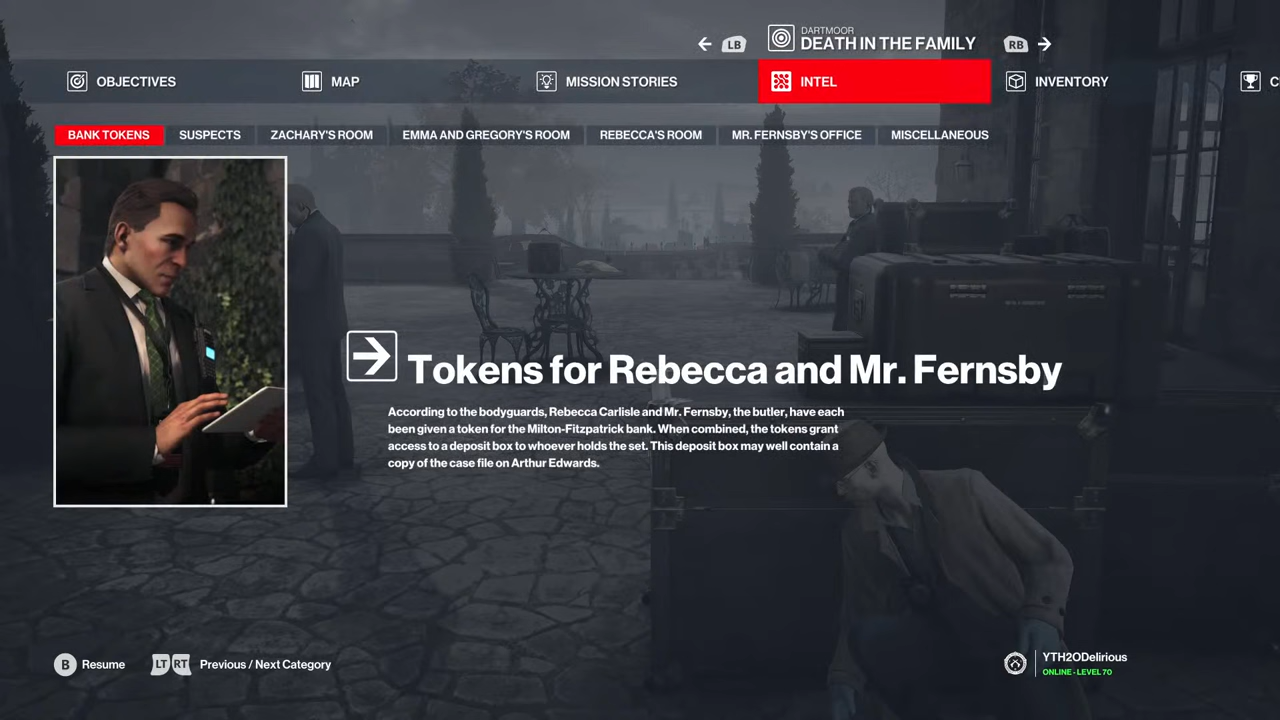 DARTMOOR
LB DEATH IN THE FAMILY RB
OBJECTIVES MAP MISSION STORIES INTEL INVENTORY C
BANK TOKENS SUSPECTS ZACHARY'S ROOM EMMA AND GREGORY'S ROOM REBECCA'S ROOM MR. FERNSBY'S OFFICE MISCELLANEOUS
Tokens for Rebecca and Mr. Fernsby
According to the bodyguards, Rebecca Carlisle and Mr. Fernsby, the butler, have each
been given a token for the Milton-Fitzpatrick bank. When combined, the tokens grant
access to a deposit box to whoever holds the set. This deposit box may well contain a
copy of the case file on Arthur Edwards.
B Resume LT RT Previous / Next Category
YTH2ODelirious
ONLINE - LEVEL 70